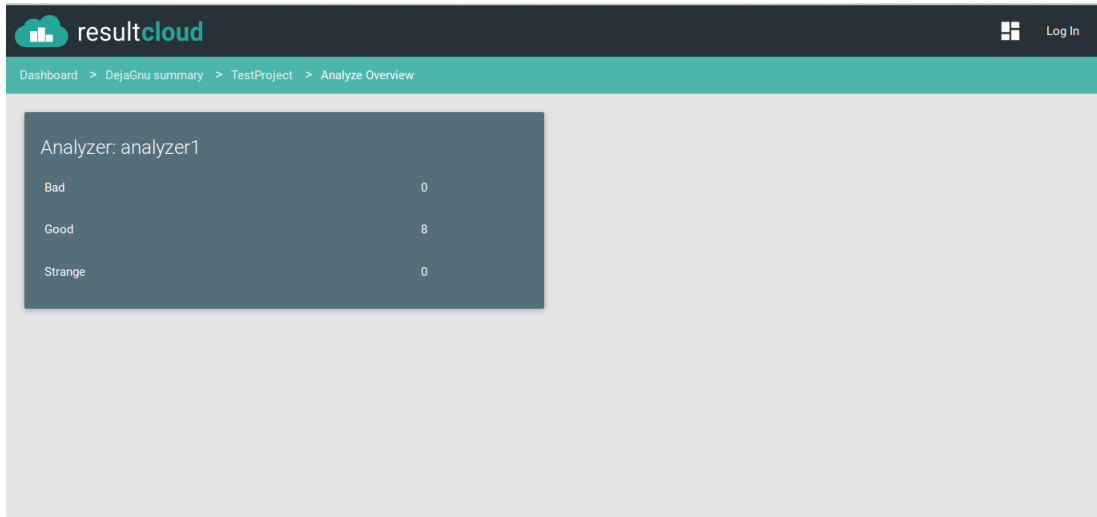 resultcloud Log In
Dashboard > DejaGnu summary > TestProject > Analyze Overview
Analyzer: analyzer1
Bad 0
Good 8
Strange 0